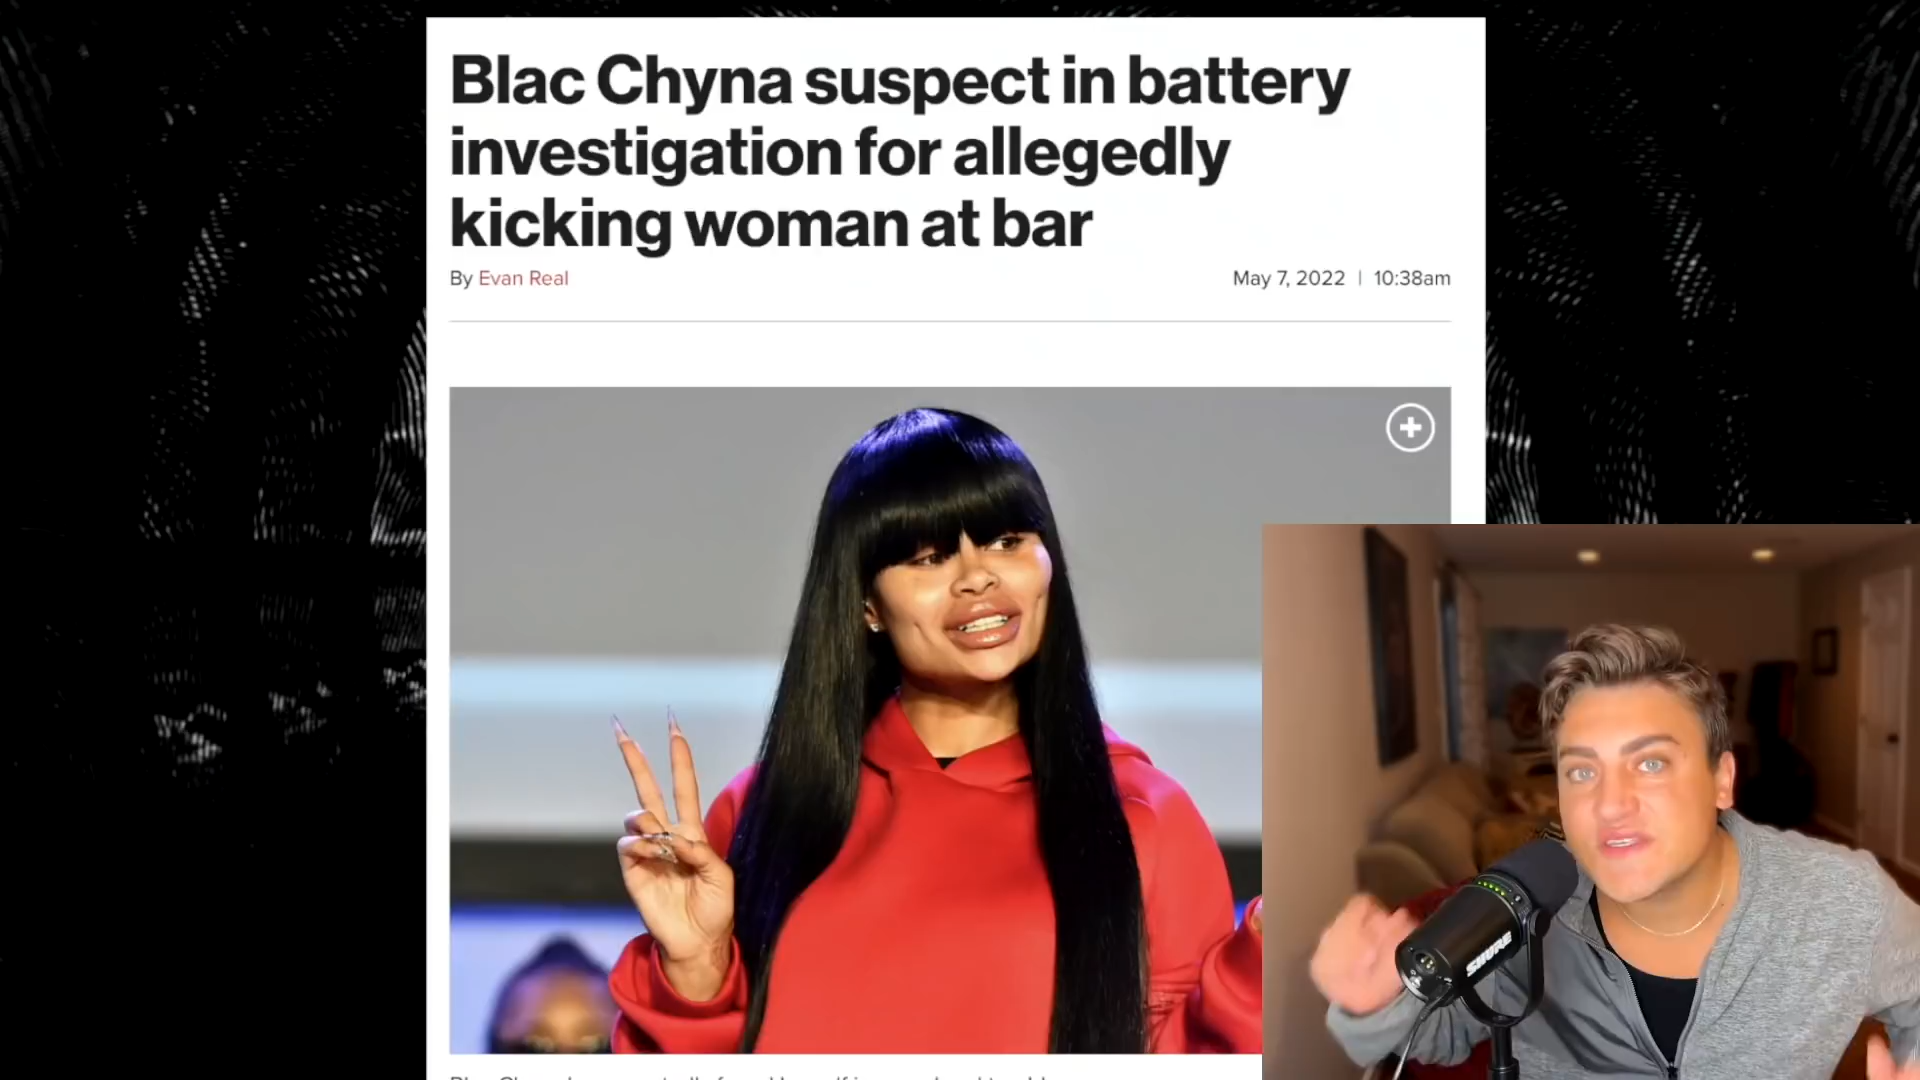 Blac Chyna suspect in battery
investigation for allegedly
kicking woman at bar
By Evan Real
May 7, 2022 | 10:38am
SHURE